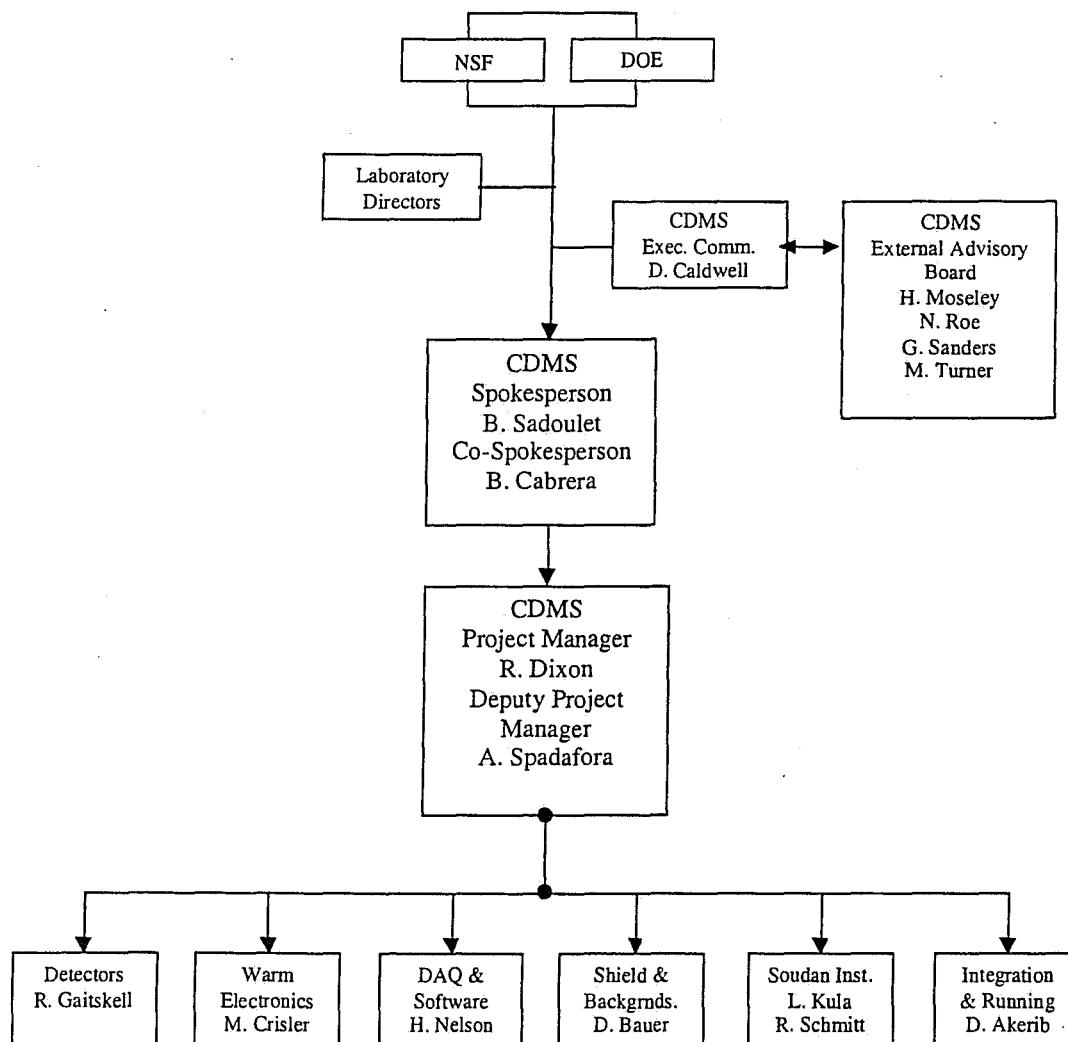 NSF
DOE
Laboratory
Directors
CDMS
Exec. Comm.
D. Caldwell
CDMS
External Advisory
Board
H. Moseley
N. Roe
G. Sanders
M. Turner
CDMS
Spokesperson
B. Sadoulet
Co-Spokesperson
B. Cabrera
CDMS
Project Manager
R. Dixon
Deputy Project
Manager
A. Spadafora
Detectors
R. Gaitskell
Warm
Electronics
M. Crisler
DAQ &
Software
H. Nelson
Shield &
Backgrnds.
D. Bauer
Soudan Inst.
L. Kula
R. Schmitt
Integration
& Running
D. Akerib